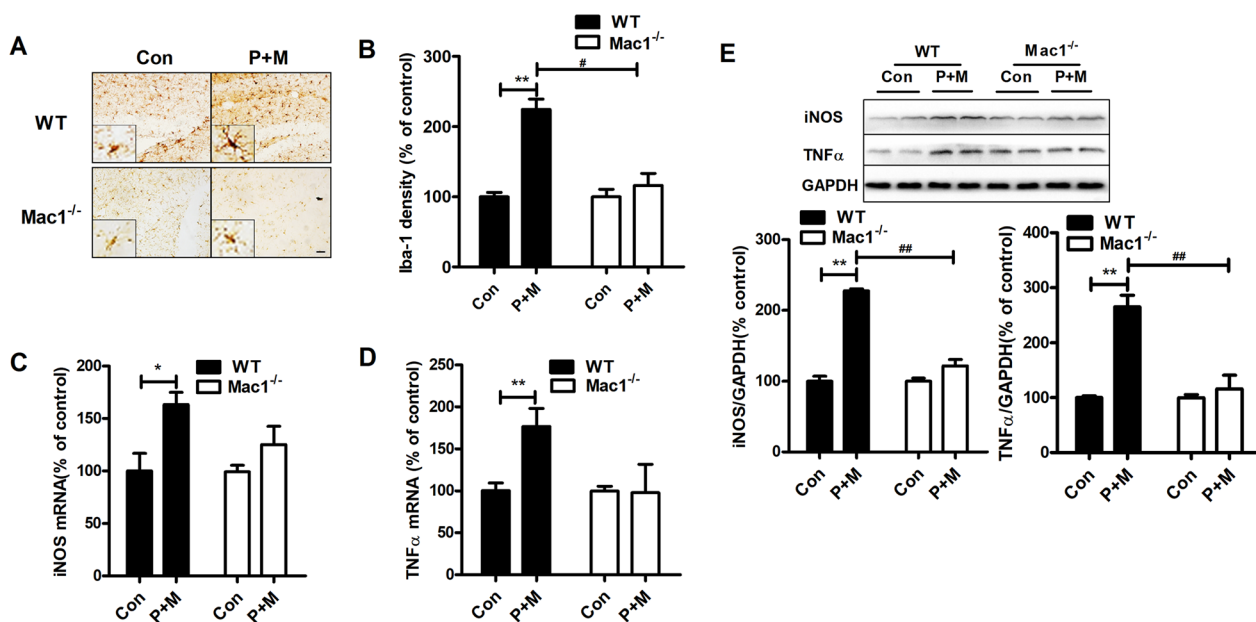 A
Con P+M
WT
Mac1-/-
B
WT
Mac1-/-
Iba-1 density (% of control)
300
200
150
100
50
0
**
#
Con P+M Con P+M
C
WT
Mac1-/-
iNOS mRNA(% of control)
200
150
100
50
0
*
Con P+M Con P+M
D
WT
Mac1-/-
TNFα mRNA (% of control)
250
200
150
100
50
0
**
Con P+M Con P+M
E
WT Mac1-/-
Con P+M Con P+M
iNOS
TNFα
GAPDH
WT
Mac1-/-
iNOS/GAPDH(% control)
300
200
100
0
**
##
Con P+M Con P+M
WT
Mac1-/-
TNFα/GAPDH(% of control)
400
300
200
100
0
**
##
Con P+M Con P+M